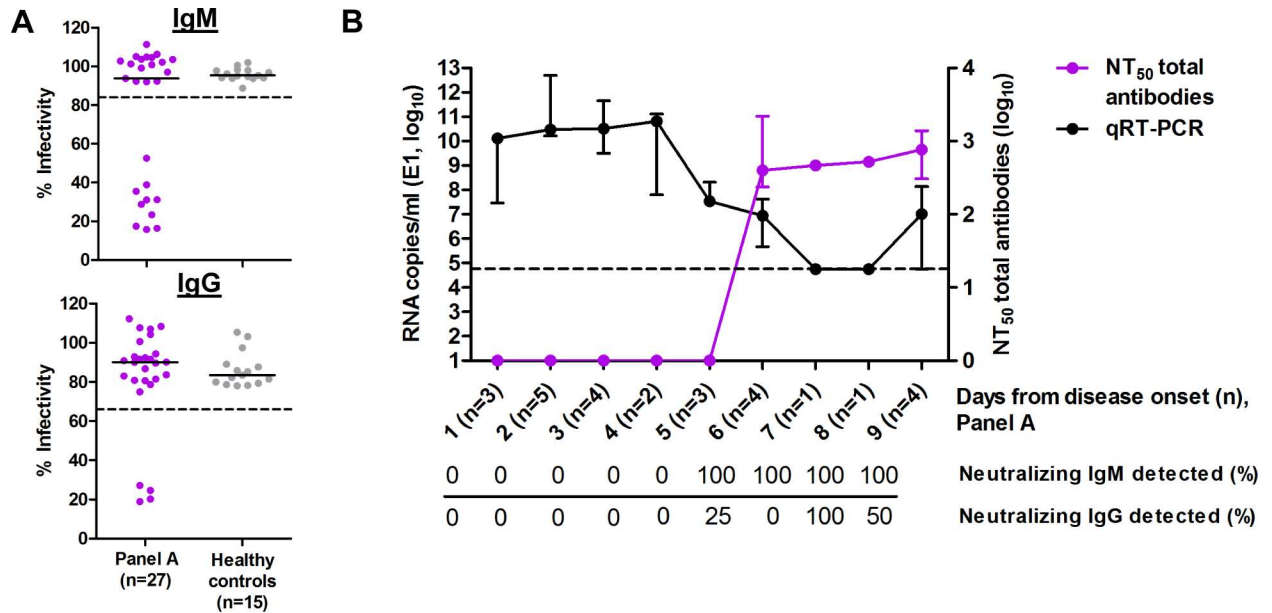 A
IgM
% Infectivity
120
100
80
60
40
20
0
IgG
% Infectivity
120
100
80
60
40
20
0
Panel A
(n=27)
Healthy
controls
(n=15)
B
RNA copies/ml (E1, log10)
13
12
11
10
9
8
7
6
5
4
3
2
1
4
3
2
1
0
NT50 total antibodies (log10)
NT50 total
antibodies
qRT-PCR
1 (n=3)
2 (n=5)
3 (n=4)
4 (n=2)
5 (n=3)
6 (n=4)
7 (n=1)
8 (n=1)
9 (n=4)
Days from disease onset (n),
Panel A
0 0 0 0 100 100 100 100 Neutralizing IgM detected (%)
0 0 0 0 25 0 100 50 Neutralizing IgG detected (%)